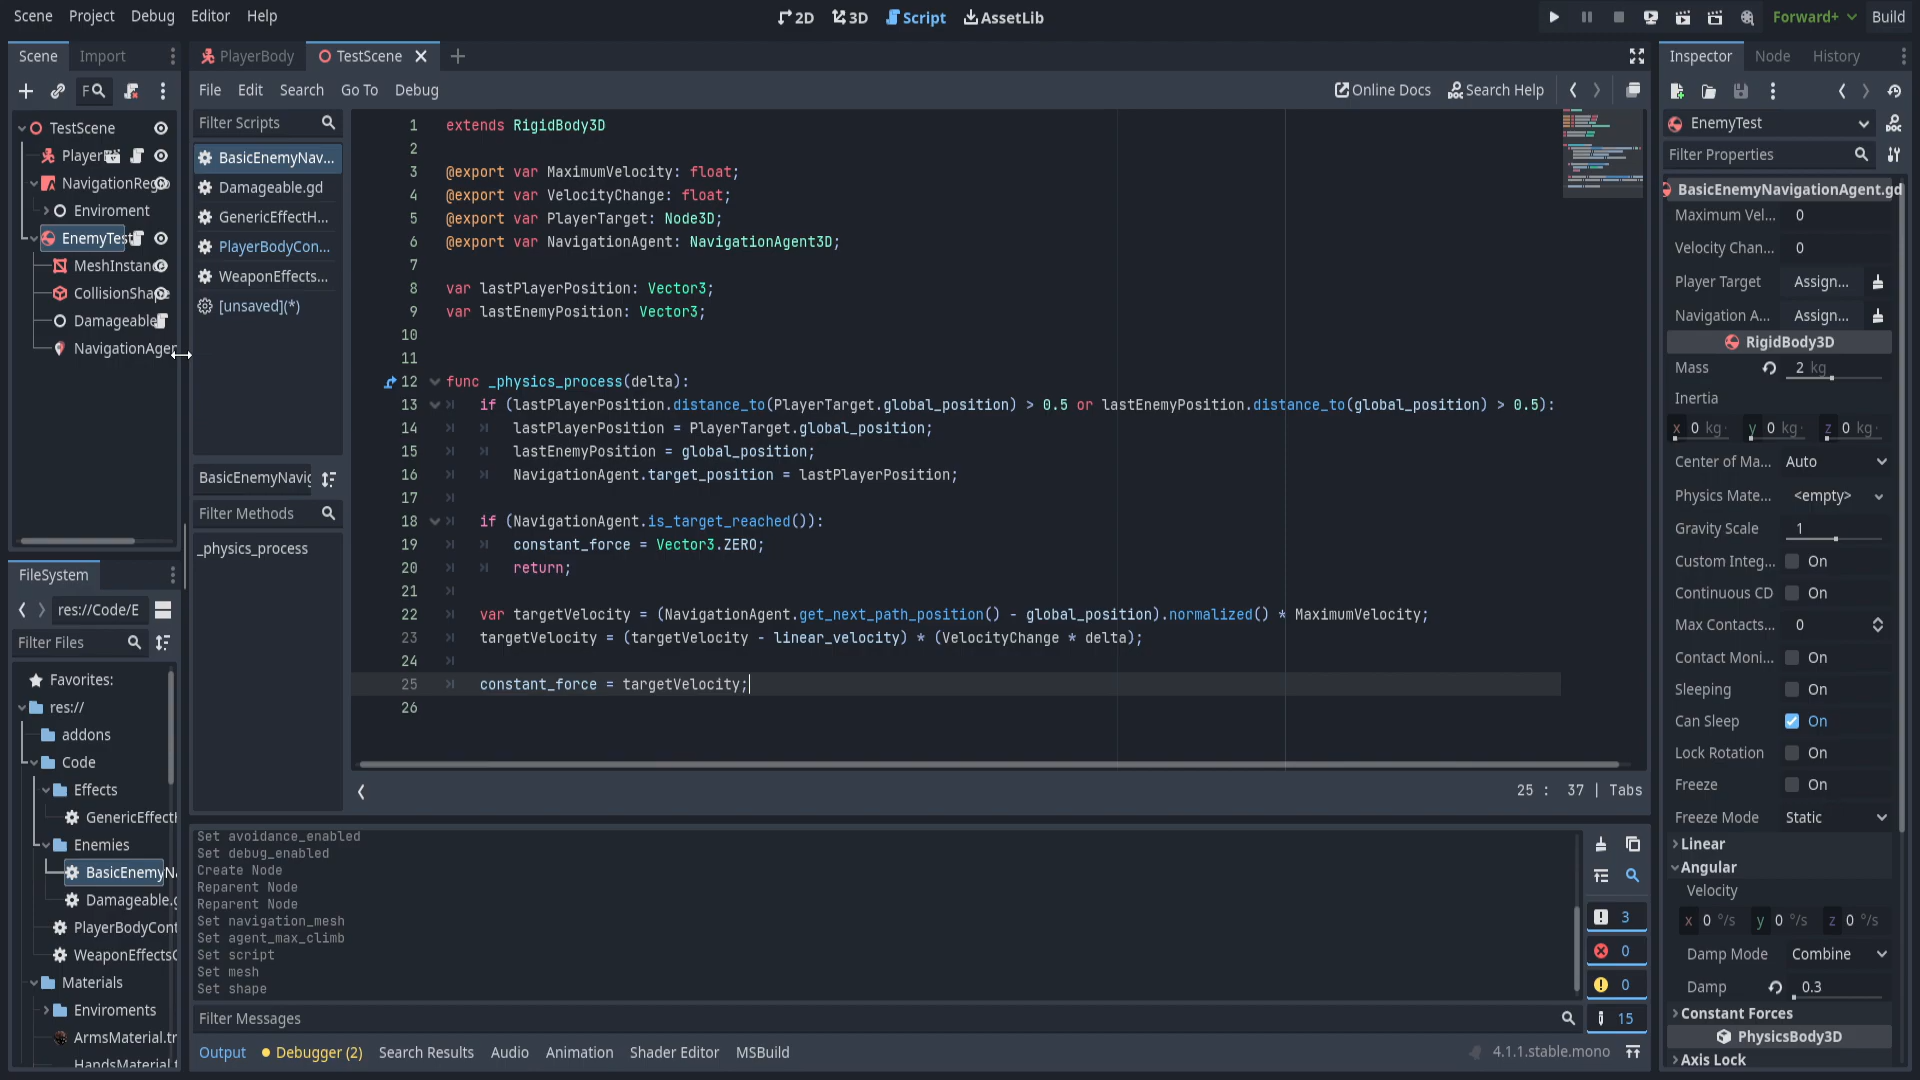 Scene Project Debug Editor Help
2D 3D Script AssetLib
Forward+ Build
Scene Import
TestScene
Player
NavigationReg
Enviroment
EnemyTest
MeshInstanc
CollisionShape
Damageable
NavigationAgen
FileSystem
res://Code/E
Filter Files
Favorites:
res://
addons
Code
Effects
GenericEffectH
Enemies
BasicEnemyNa
Damageable.g
PlayerBodyCont
WeaponEffectsC
Materials
Enviroments
ArmsMaterial.tr
HandsMaterial.t
PlayerBody TestScene
File Edit Search Go To Debug
Online Docs Search Help
Filter Scripts
BasicEnemyNav...
Damageable.gd
GenericEffectH...
PlayerBodyCon...
WeaponEffects...
[unsaved](*)
BasicEnemyNavig
Filter Methods
_physics_process
1 extends RigidBody3D
2
3 @export var MaximumVelocity: float;
4 @export var VelocityChange: float;
5 @export var PlayerTarget: Node3D;
6 @export var NavigationAgent: NavigationAgent3D;
7
8 var lastPlayerPosition: Vector3;
9 var lastEnemyPosition: Vector3;
10
11
12 func _physics_process(delta):
13 if (lastPlayerPosition.distance_to(PlayerTarget.global_position) > 0.5 or lastEnemyPosition.distance_to(global_position) > 0.5):
14 lastPlayerPosition = PlayerTarget.global_position;
15 lastEnemyPosition = global_position;
16 NavigationAgent.target_position = lastPlayerPosition;
17
18 if (NavigationAgent.is_target_reached()):
19 constant_force = Vector3.ZERO;
20 return;
21
22 var targetVelocity = (NavigationAgent.get_next_path_position() - global_position).normalized() * MaximumVelocity;
23 targetVelocity = (targetVelocity - linear_velocity) * (VelocityChange * delta);
24
25 constant_force = targetVelocity;
26
25 : 37 | Tabs
Set avoidance_enabled
Set debug_enabled
Create Node
Reparent Node
Reparent Node
Set navigation_mesh
Set agent_max_climb
Set script
Set mesh
Set shape
3
0
0
15
Filter Messages
Output Debugger (2) Search Results Audio Animation Shader Editor MSBuild
4.1.1.stable.mono
Inspector Node History
EnemyTest
Filter Properties
BasicEnemyNavigationAgent.gd
Maximum Vel... 0
Velocity Chan... 0
Player Target Assign...
Navigation A... Assign...
RigidBody3D
Mass 2 kg
Inertia
x 0 kg· y 0 kg· z 0 kg·
Center of Ma... Auto
Physics Mate... <empty>
Gravity Scale 1
Custom Integ... On
Continuous CD On
Max Contacts... 0
Contact Moni... On
Sleeping On
Can Sleep On
Lock Rotation On
Freeze On
Freeze Mode Static
Linear
Angular
Velocity
x 0 °/s y 0 °/s z 0 °/s
Damp Mode Combine
Damp 0.3
Constant Forces
PhysicsBody3D
Axis Lock